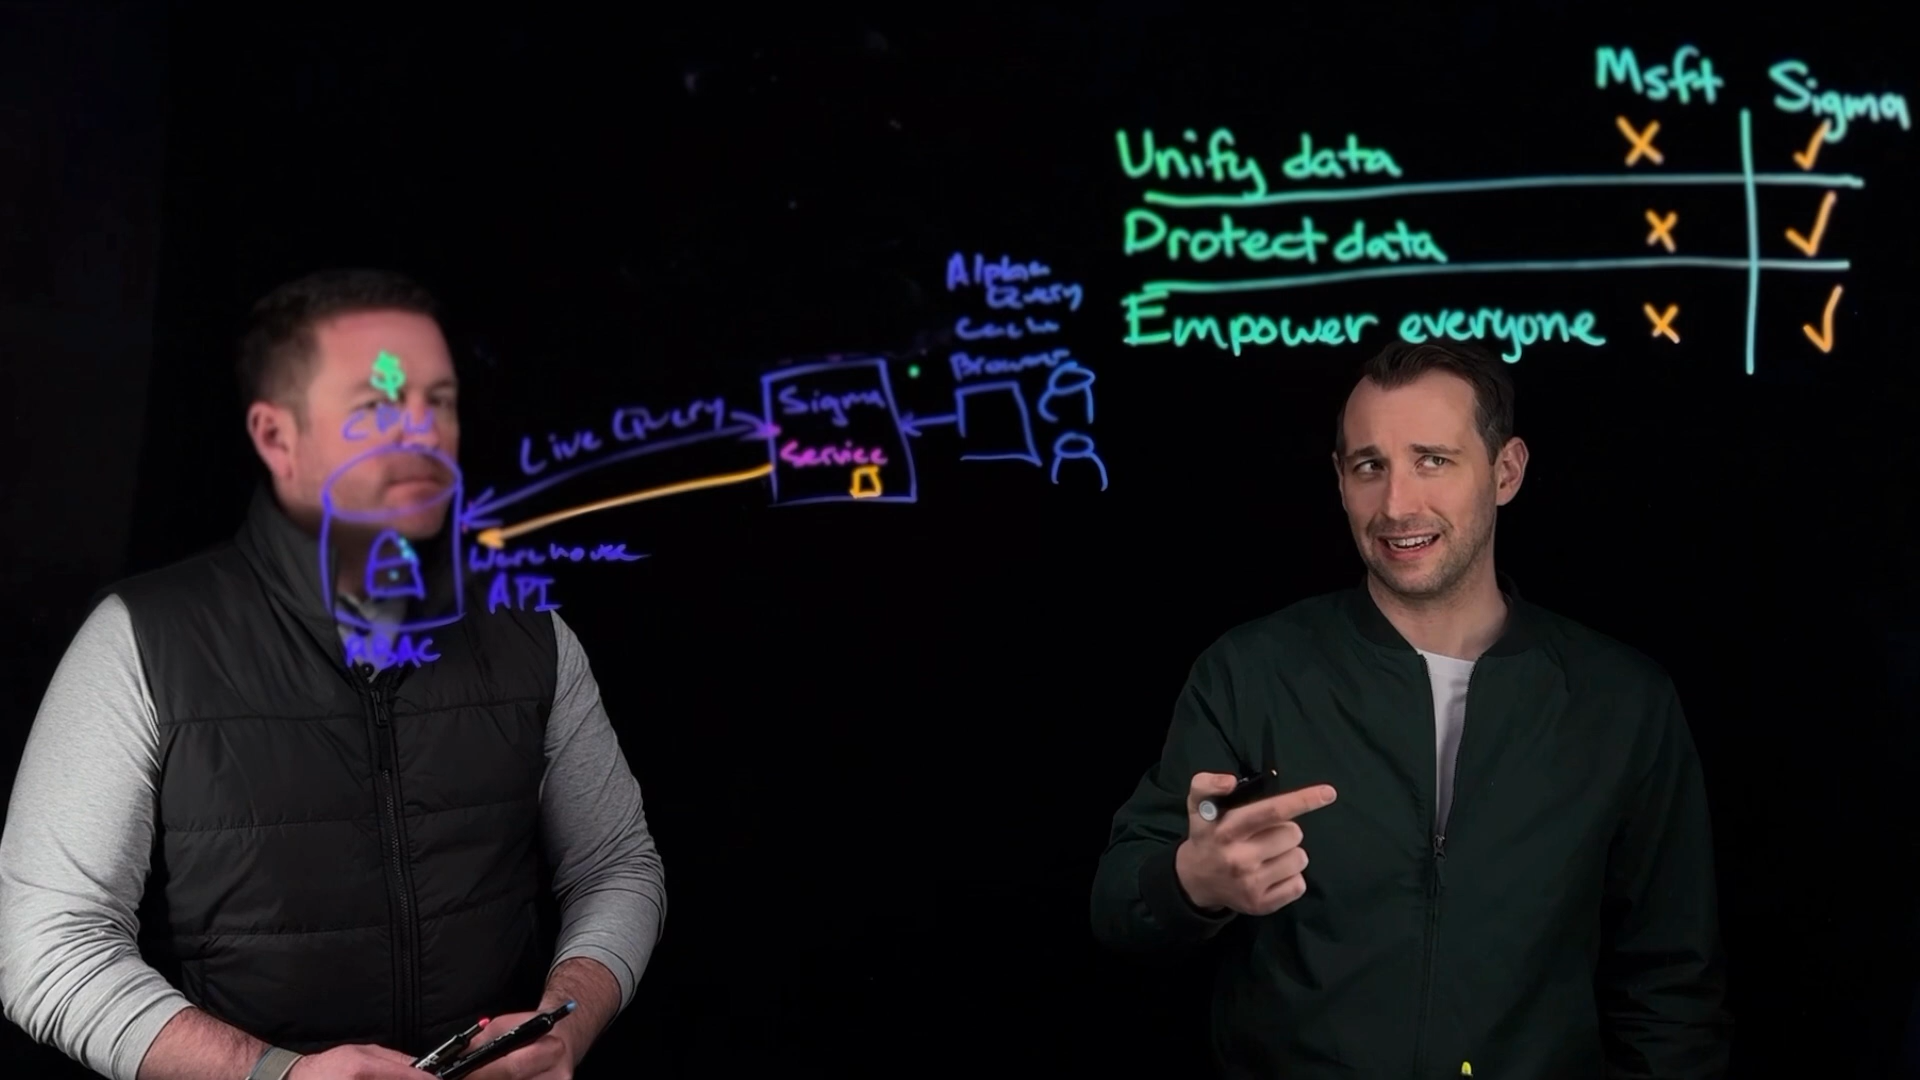 Msft Sigma
Unify data X ✓
Protect data X ✓
Empower everyone X ✓
Alpha
Query
Cache
Browser
Sigma
Service
Live Query
Warehouse
API
$
CPU
RBAC